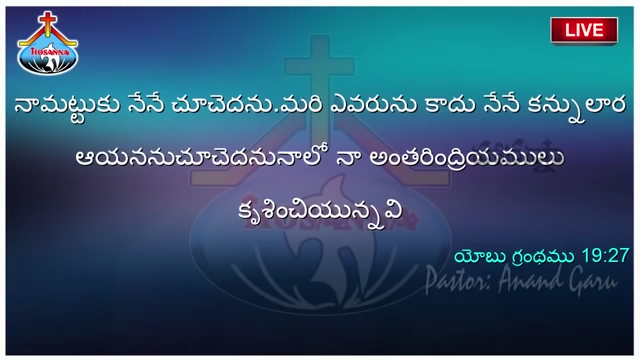 HOSANNA
LIVE
నామట్టుకు నేనే చూచెదను.మరి ఎవరును కాదు నేనే కన్నులార
ఆయననుచూచెదనునాలో నా అంతరింద్రియములు
కృశించియున్నవి
యోబు గ్రంథము 19:27
Pastor: Anand Garu